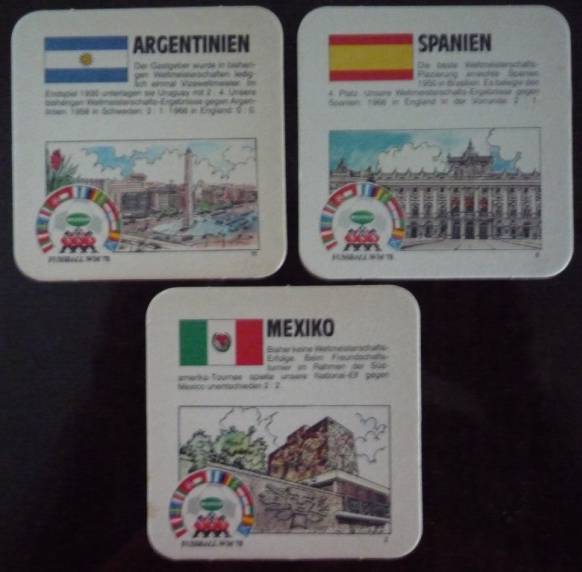 ARGENTINIEN
Der Gastgeber wurde in bisheri-
gen Weltmeisterschaften ledig-
lich einmal Vizeweltmeister. Im
Endspiel 1930 unterlagen sie Uruguay mit 2 : 4. Unsere
bisherigen Weltmeisterschafts-Ergebnisse gegen Argen-
tinien: 1958 in Schweden: 3 : 1. 1966 in England: 0 : 0.
FUSSBALL WM 78
SPANIEN
Die beste Weltmeisterschafts-
Plazierung erreichte Spanien
1950 in Brasilien: Es belegte den
4. Platz. Unsere Weltmeisterschafts-Ergebnisse gegen
Spanien: 1966 in England in der Vorrunde 2 : 1.
FUSSBALL WM 78
MEXIKO
Bisher keine Weltmeisterschafts-
Erfolge. Beim Freundschafts-
turnier im Rahmen der Süd-
amerika-Tournee spielte unsere National-Elf gegen
Mexico unentschieden 2 : 2.
FUSSBALL WM 78